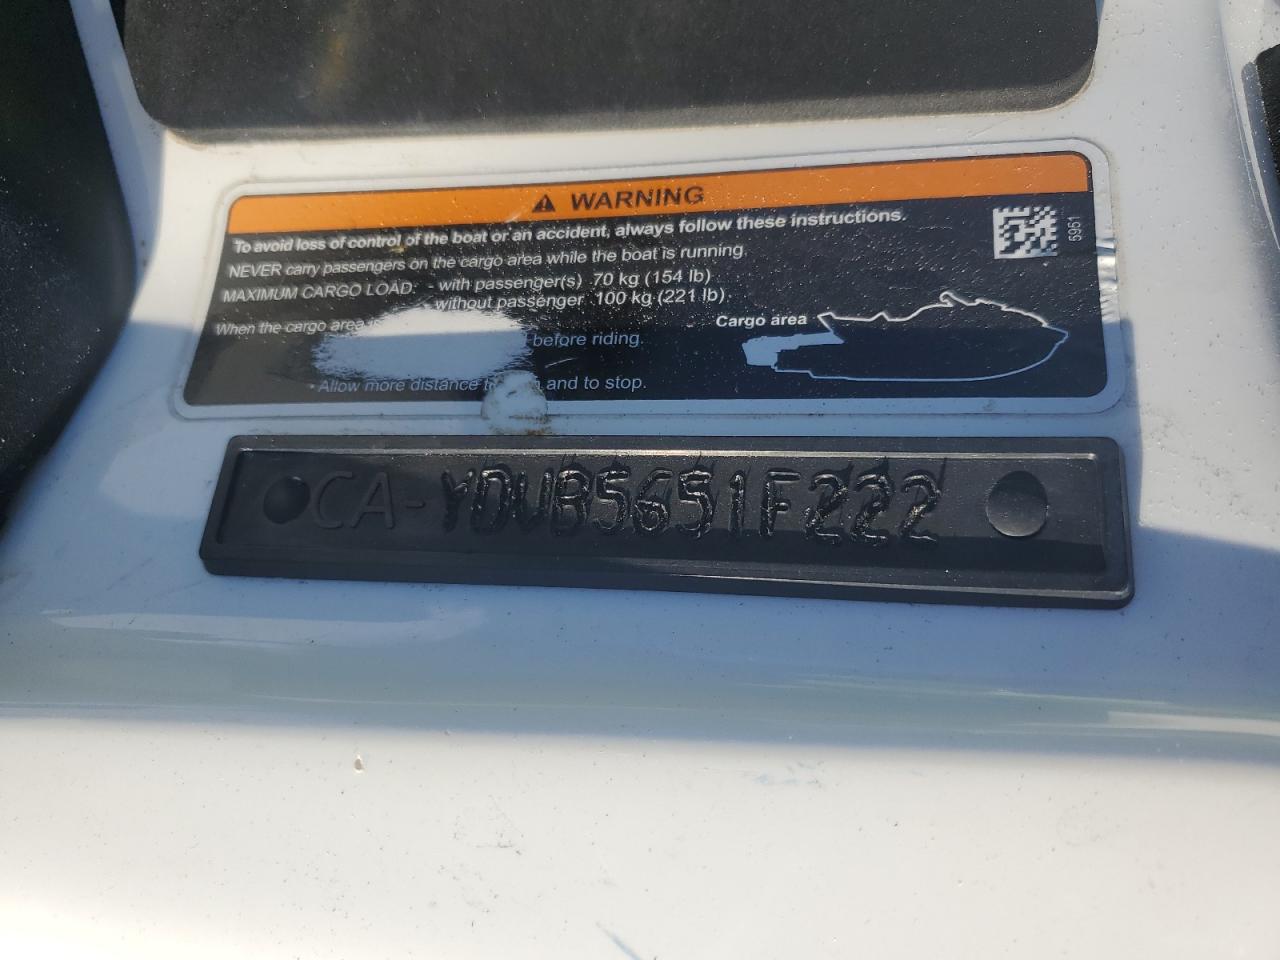 WARNING
To avoid loss of control of the boat or an accident, always follow these instructions.
NEVER carry passengers on the cargo area while the boat is running.
MAXIMUM CARGO LOAD: - with passenger(s) 70 kg (154 lb)
- without passenger 100 kg (221 lb).
When the cargo area
before riding.
• Allow more distance and to stop.
Cargo area
5951
CA-YDVB5651F222